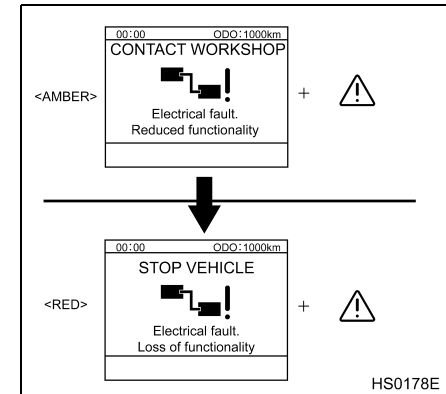 00:00 ODO:1000km
CONTACT WORKSHOP
<AMBER>
+
Electrical fault.
Reduced functionality
00:00 ODO:1000km
STOP VEHICLE
<RED>
+
Electrical fault.
Loss of functionality
HS0178E